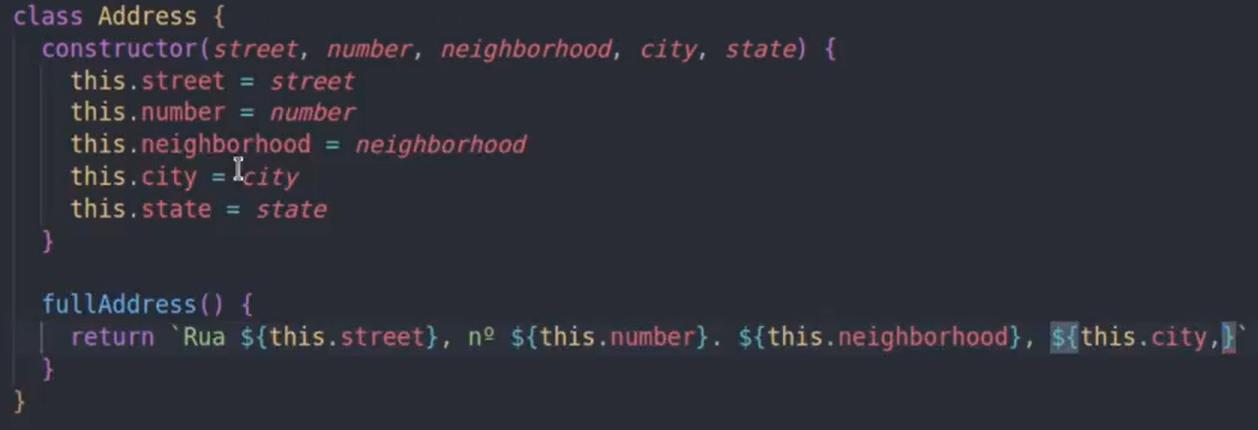 class Address {
  constructor(street, number, neighborhood, city, state) {
    this.street = street
    this.number = number
    this.neighborhood = neighborhood
    this.city = city
    this.state = state
  }
  fullAddress() {
    return `Rua ${this.street}, nº ${this.number}. ${this.neighborhood}, ${this.city,}`
  }
}